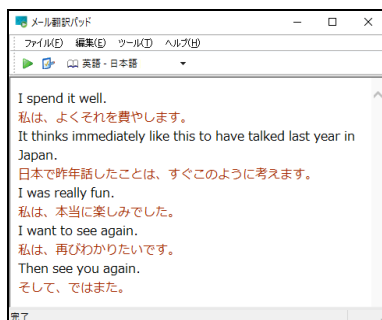 メール翻訳パッド
ファイル(F) 編集(E) ツール(T) ヘルプ(H)
英語 - 日本語
I spend it well.
私は、よくそれを費やします。
It thinks immediately like this to have talked last year in
Japan.
日本で昨年話したことは、すぐこのように考えます。
I was really fun.
私は、本当に楽しみでした。
I want to see again.
私は、再びわかりたいです。
Then see you again.
そして、ではまた。
完了